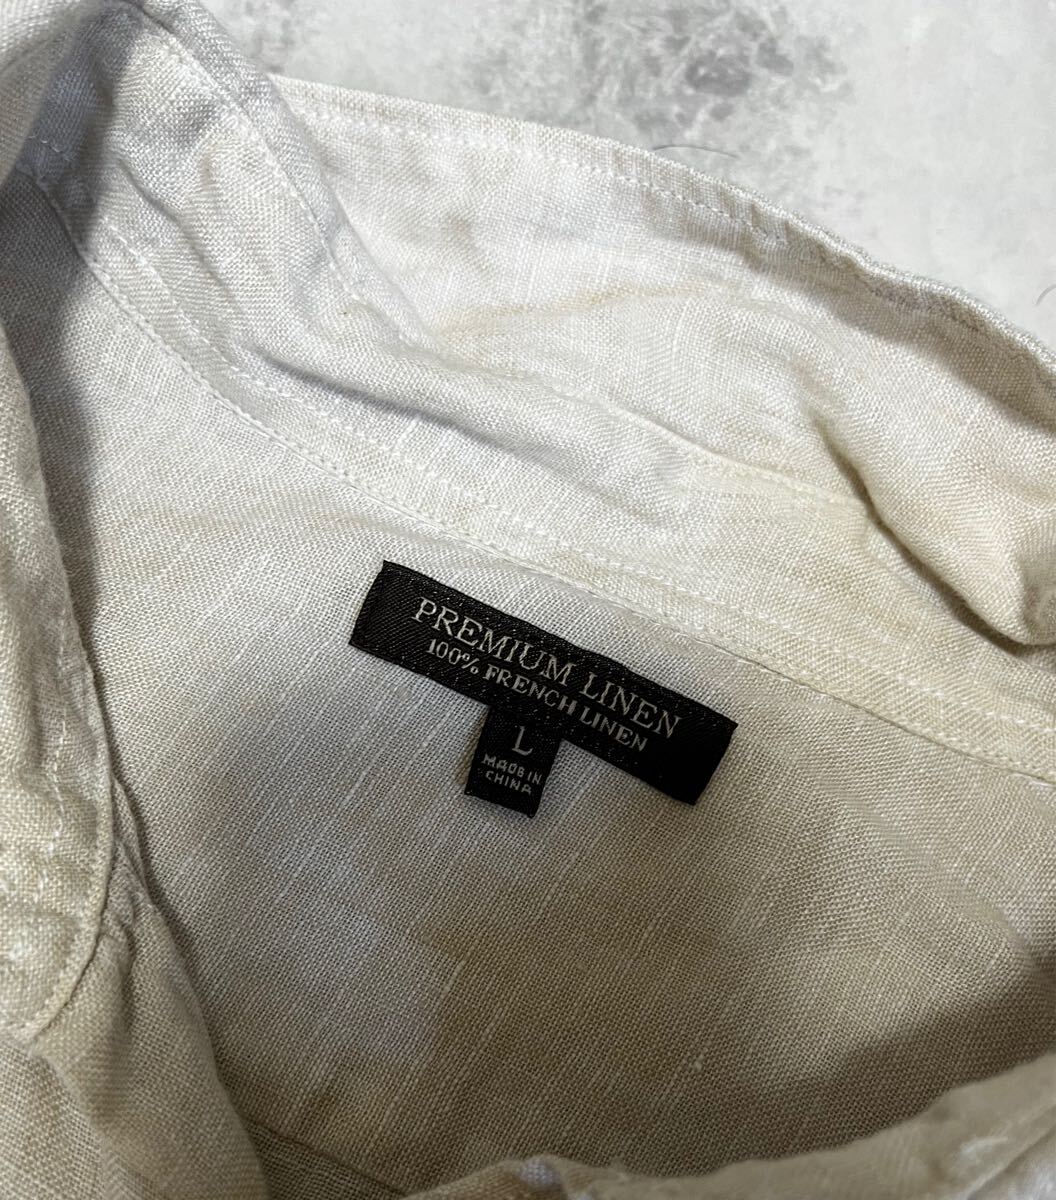 PREMIUM LINEN
100% FRENCH LINEN
L
MADE IN
CHINA